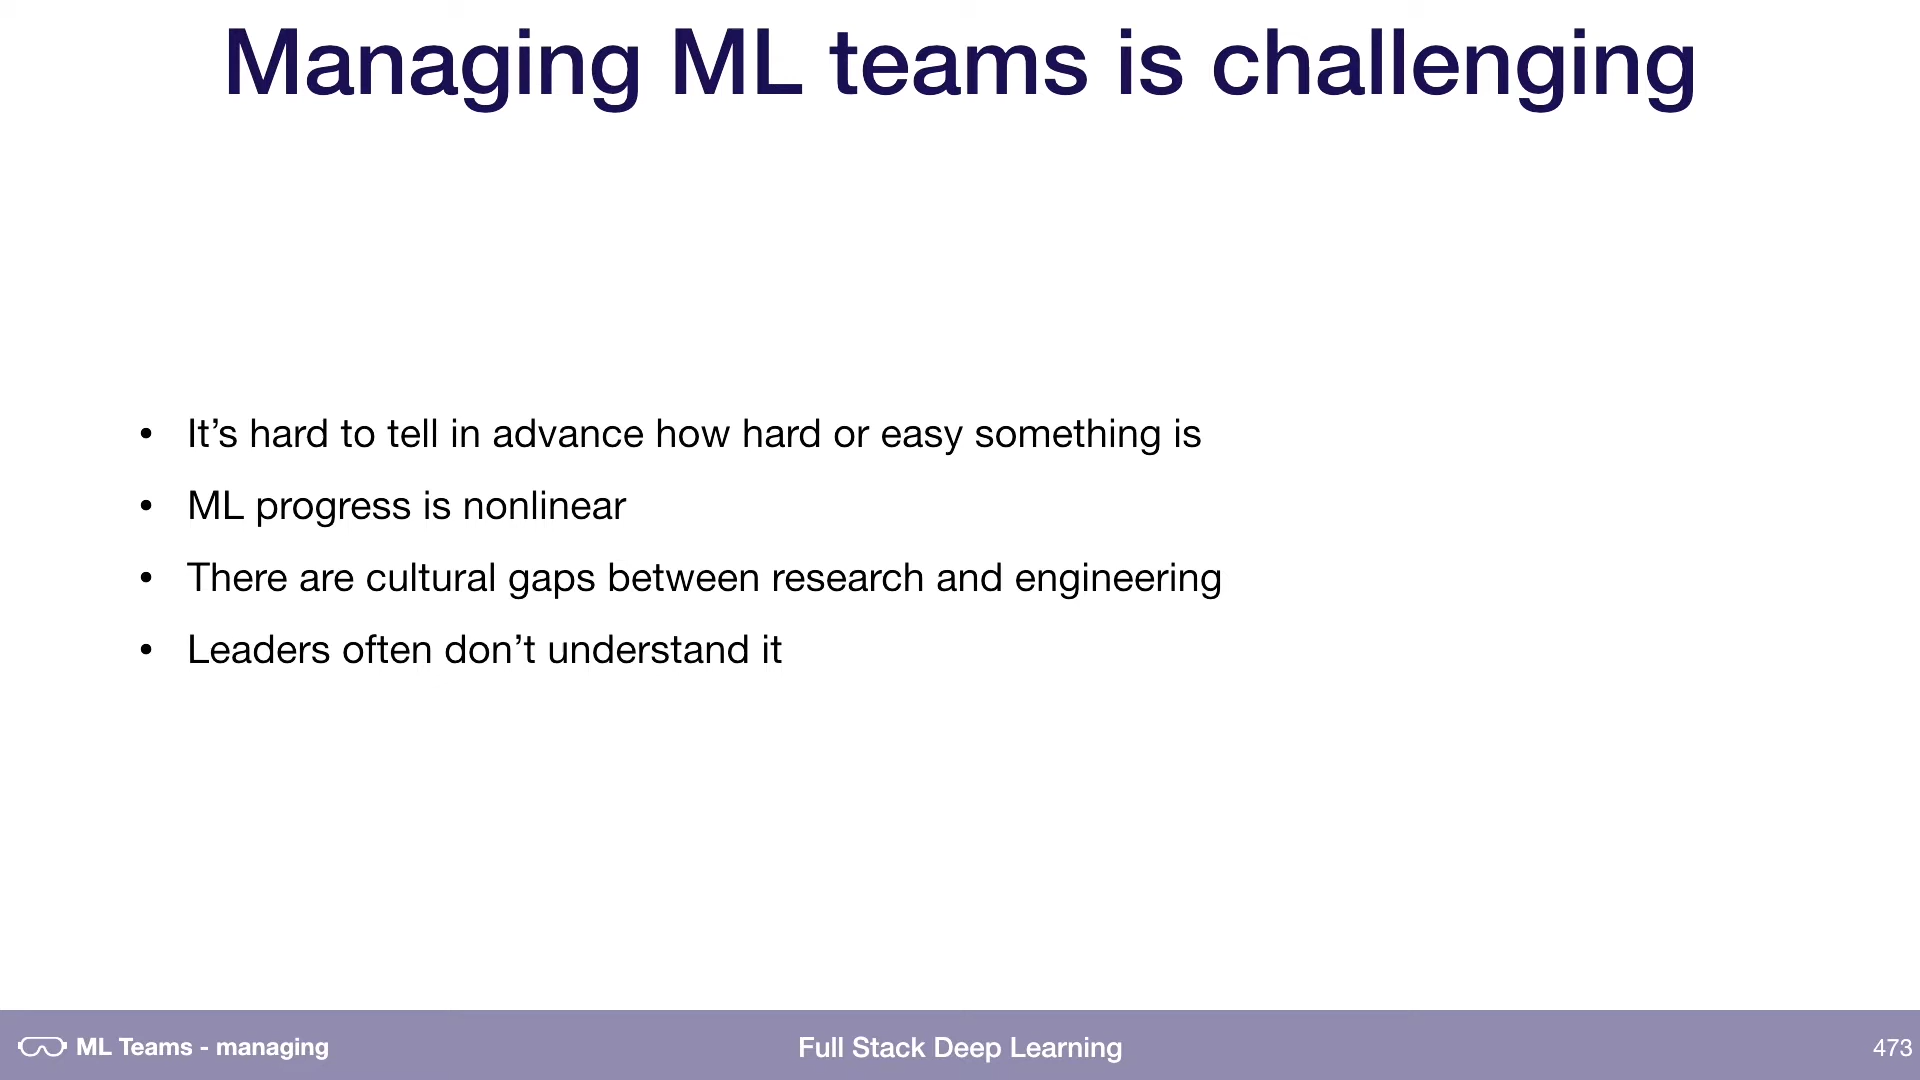 Managing ML teams is challenging
• It’s hard to tell in advance how hard or easy something is
• ML progress is nonlinear
• There are cultural gaps between research and engineering
• Leaders often don’t understand it
ML Teams - managing
Full Stack Deep Learning
473